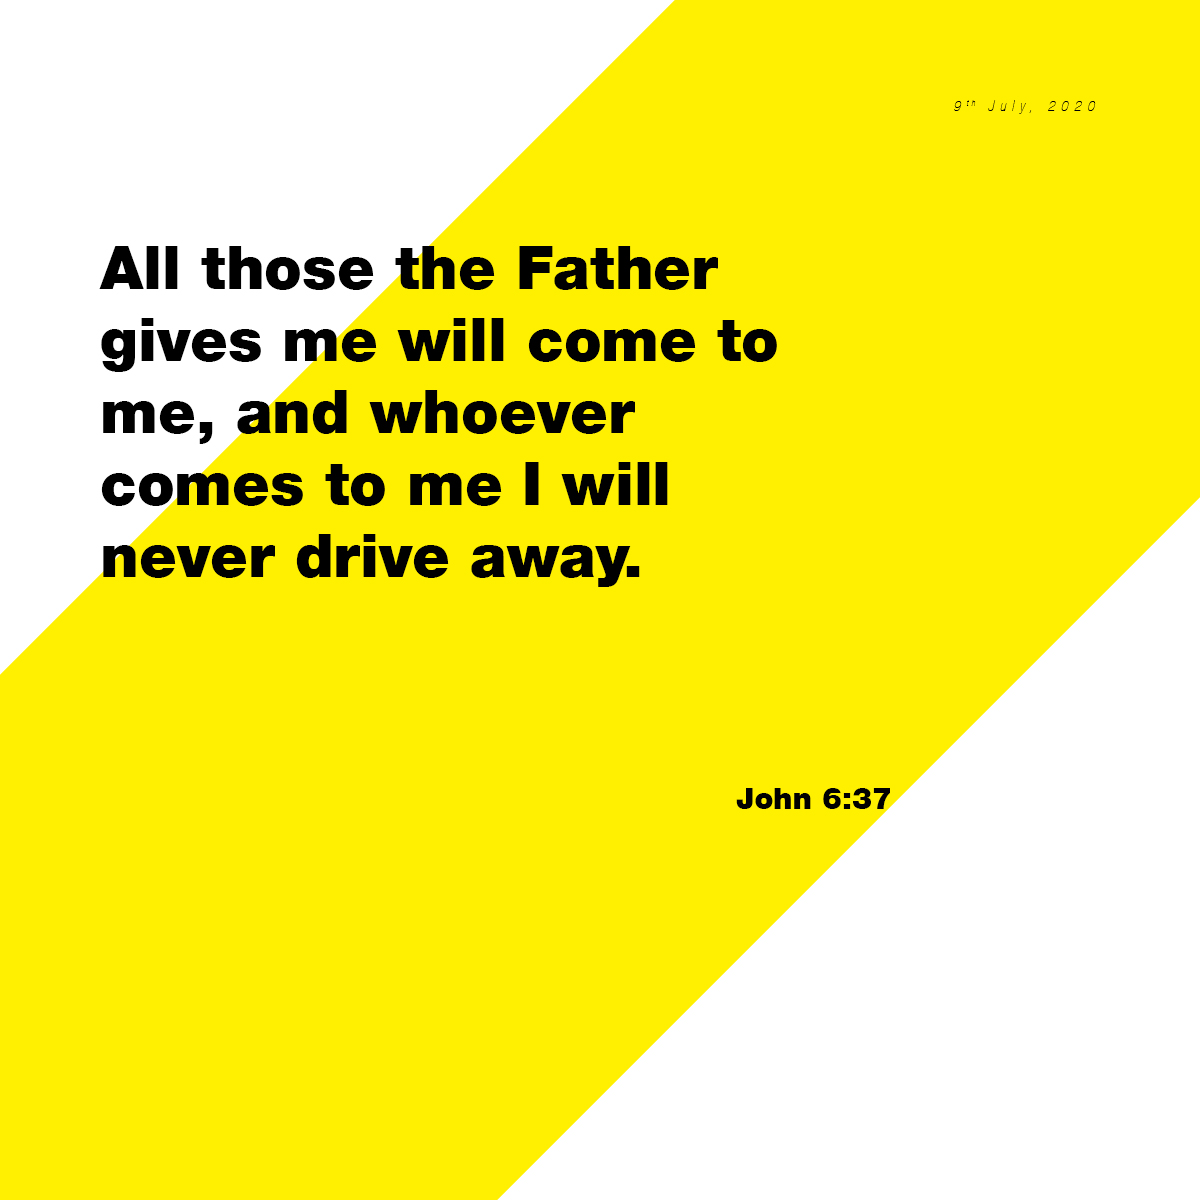 9th July, 2020
All those the Father
gives me will come to
me, and whoever
comes to me I will
never drive away.
John 6:37